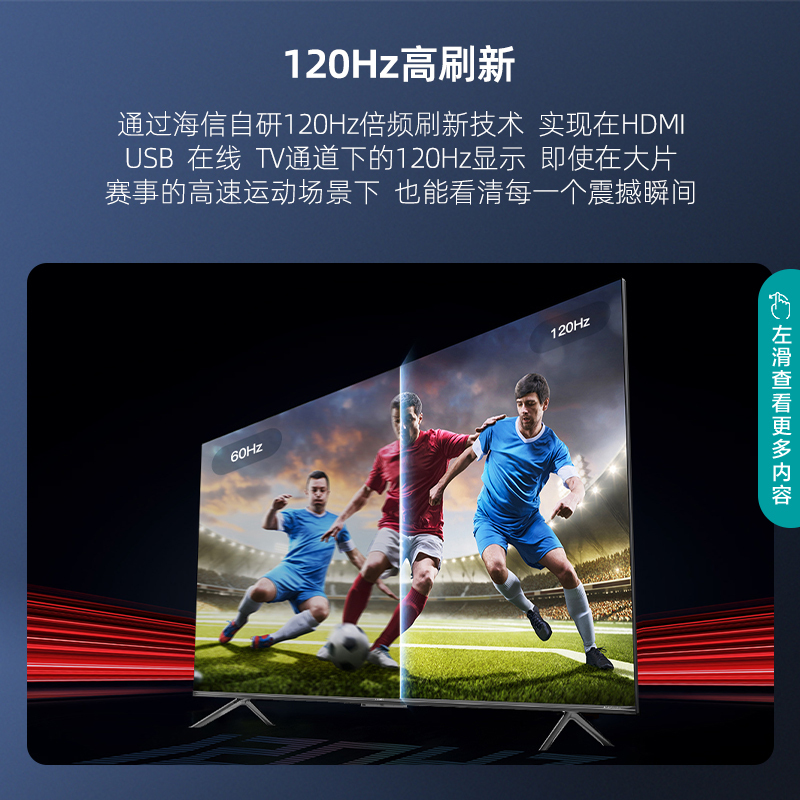 120Hz高刷新
通过海信自研120Hz倍频刷新技术 实现在HDMI
USB 在线 TV通道下的120Hz显示 即使在大片
赛事的高速运动场景下 也能看清每一个震撼瞬间
60Hz
120Hz
左滑查看更多内容